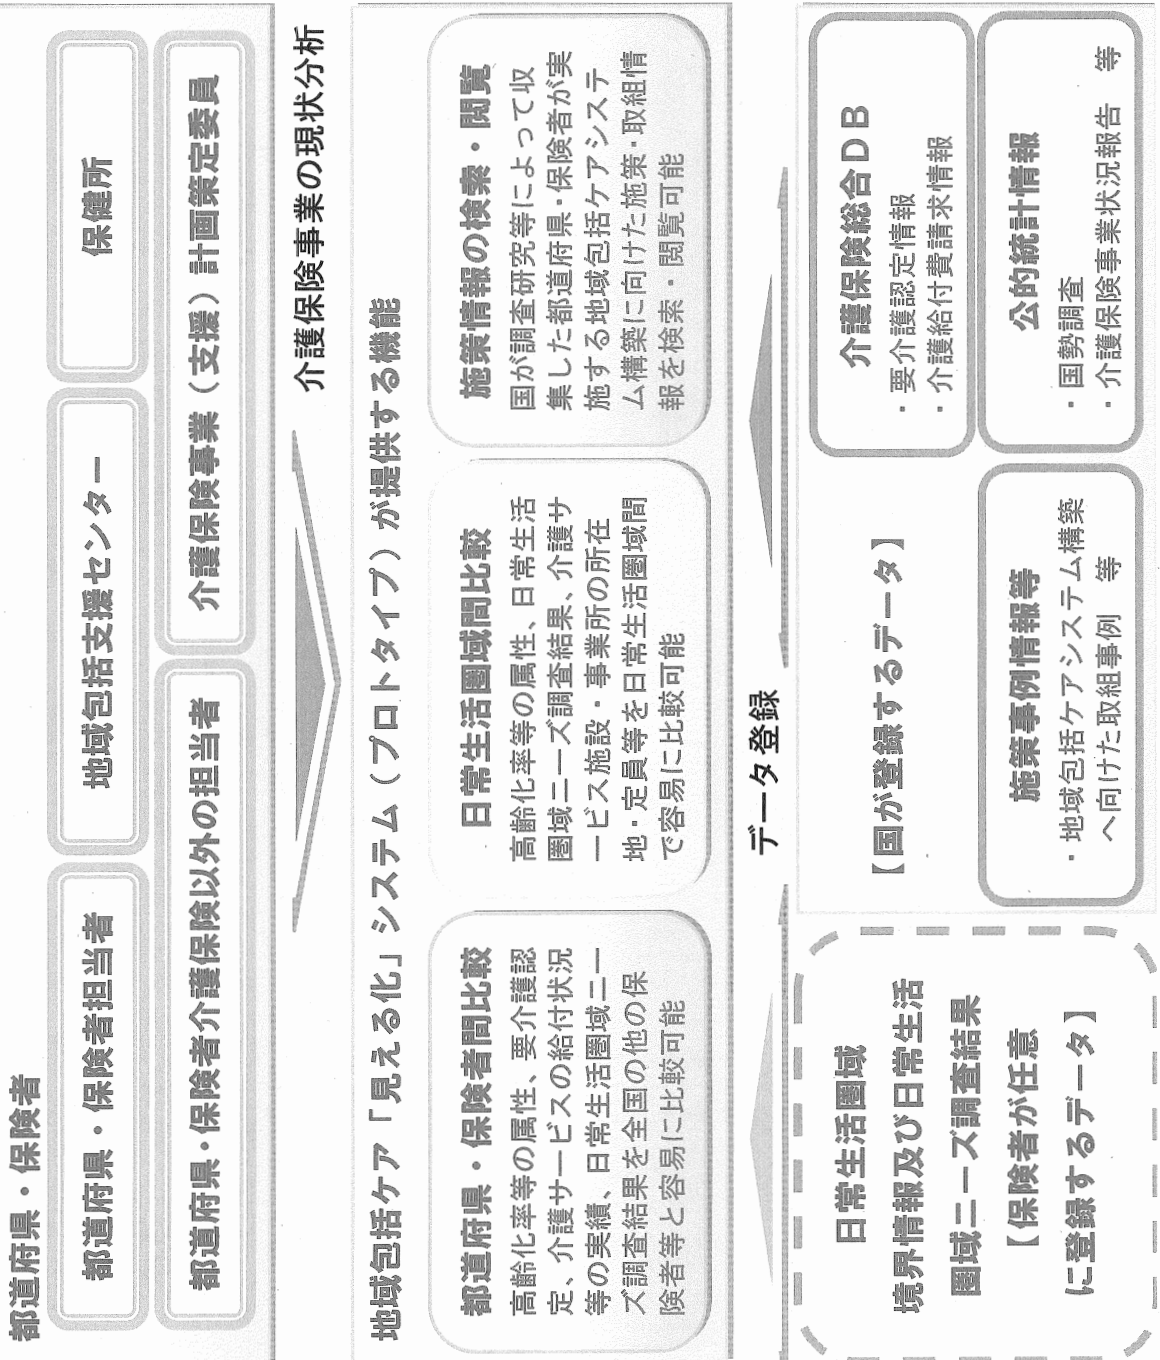 都道府県・保険者
都道府県・保険者担当者
地域包括支援センター
保健所
都道府県・保険者介護保険以外の担当者
介護保険事業（支援）計画策定委員
介護保険事業の現状分析
地域包括ケア「見える化」システム（プロトタイプ）が提供する機能
都道府県・保険者間比較
高齢化率等の属性、要介護認
定、介護サービスの給付状況
等の実績、日常生活圏域ニー
ズ調査結果を全国の他の保
険者等と容易に比較可能
日常生活圏域間比較
高齢化率等の属性、日常生活
圏域ニーズ調査結果、介護サ
ービス施設・事業所の所在
地・定員等を日常生活圏域間
で容易に比較可能
施策情報の検索・閲覧
国が調査研究等によって収
集した都道府県・保険者が実
施する地域包括ケアシステ
ム構築に向けた施策・取組情
報を検索・閲覧可能
データ登録
日常生活圏域
境界情報及び日常生活
圏域ニーズ調査結果
【保険者が任意
に登録するデータ】
【国が登録するデータ】
介護保険総合ＤＢ
・要介護認定情報
・介護給付費請求情報
施策事例情報等
・地域包括ケアシステム構築
へ向けた取組事例　等
公的統計情報
・国勢調査
・介護保険事業状況報告　等